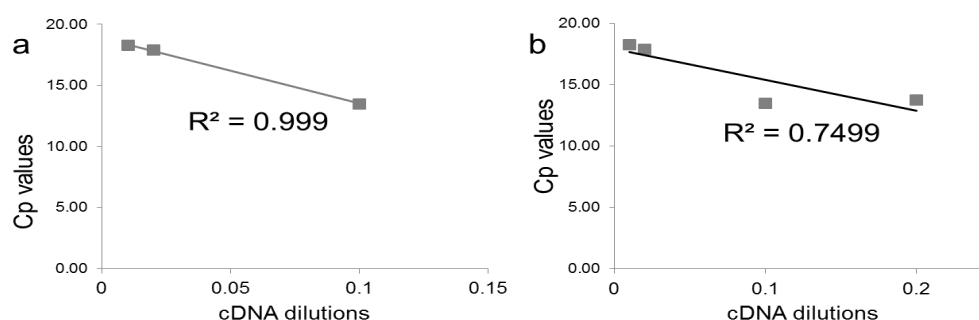 a
20.00
15.00
10.00
5.00
0.00
Cp values
R² = 0.999
0
0.05
0.1
0.15
cDNA dilutions
b
20.00
15.00
10.00
5.00
0.00
Cp values
R² = 0.7499
0
0.1
0.2
cDNA dilutions